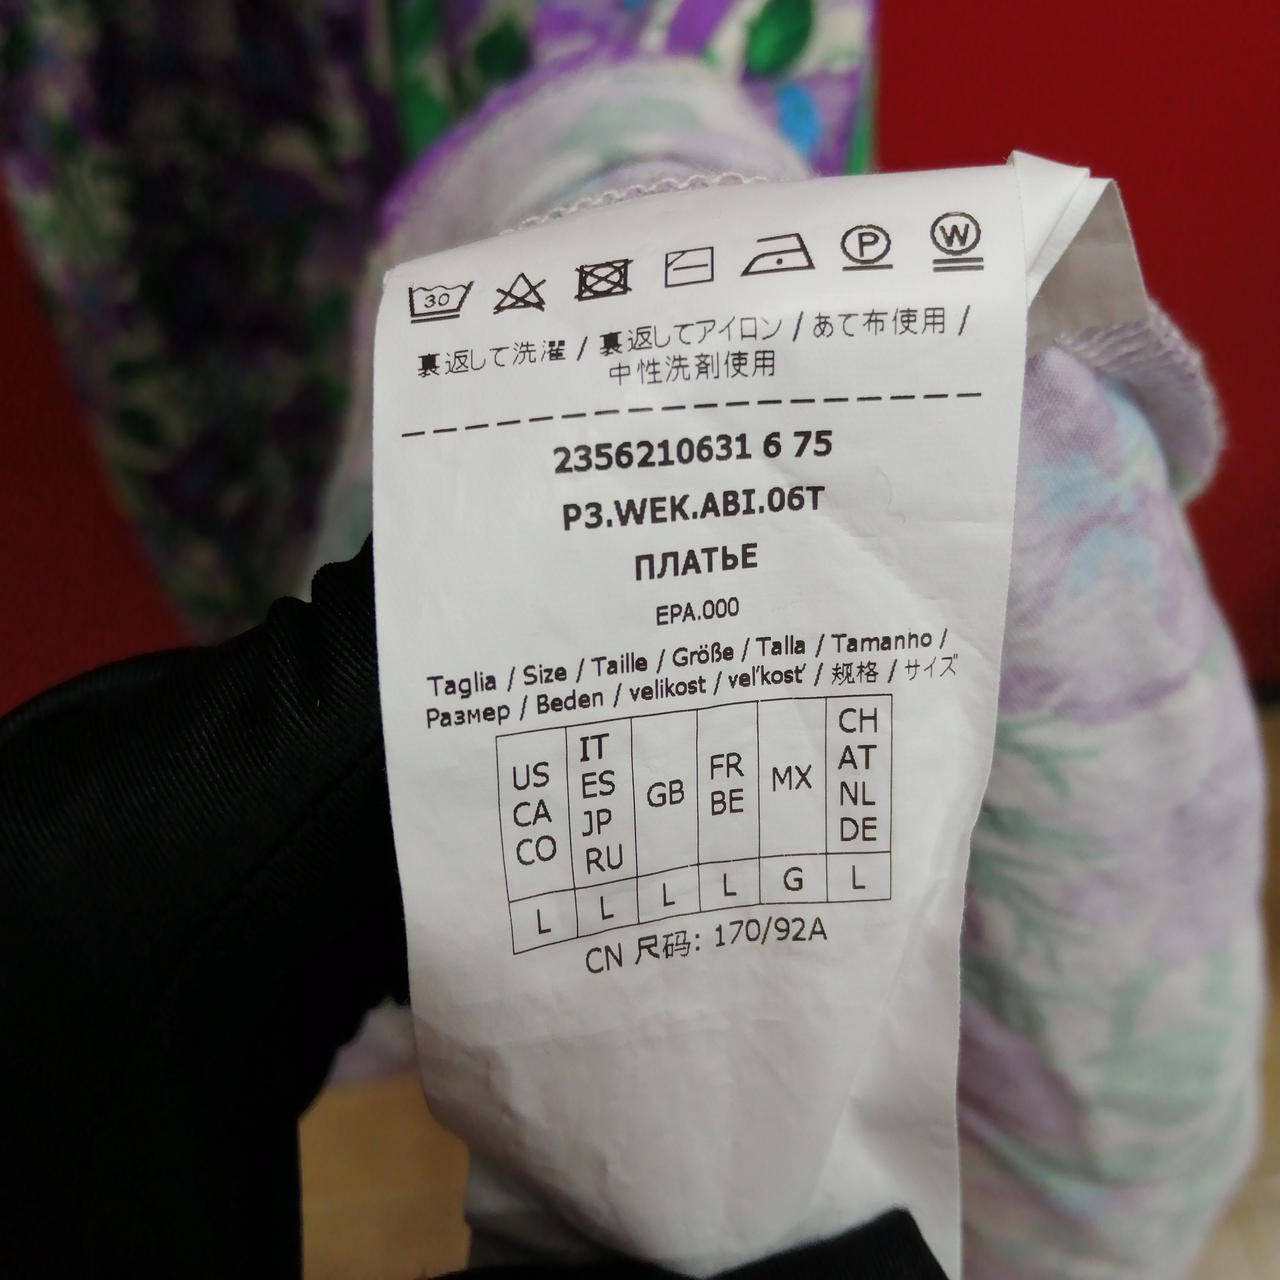 30 P W
裏返して洗濯 / 裏返してアイロン / あて布使用 /
中性洗剤使用
2356210631 6 75
P3.WEK.ABI.06T
ПЛАТЬЕ
EPA.000
Taglia / Size / Taille / Größe / Talla / Tamanho /
Размер / Beden / velikost / veľkosť / 规格 / サイズ
US CA CO
IT ES JP RU
GB
FR BE
MX
CH AT NL DE
L L L L G L
CN 尺码: 170/92A